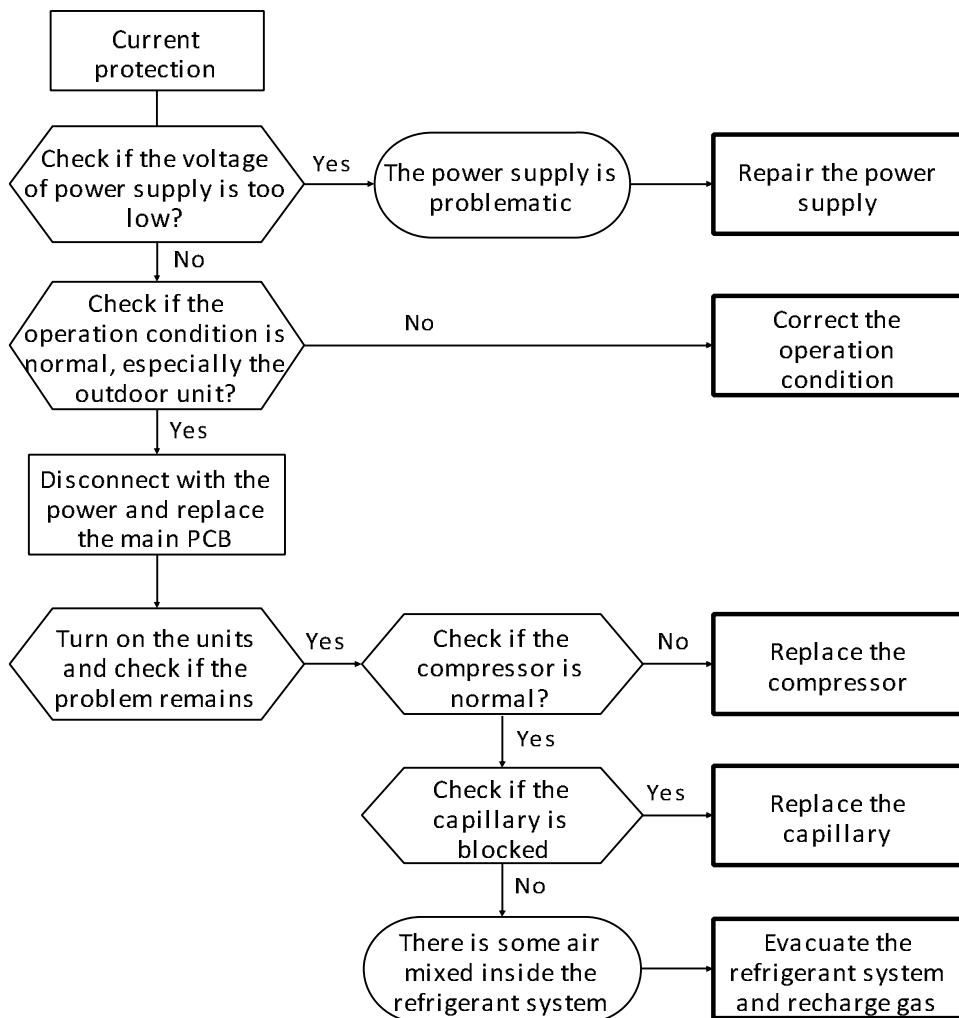 Current
protection
Check if the voltage
of power supply is too
low?
Yes
The power supply is
problematic
Repair the power
supply
No
Check if the
operation condition is
normal, especially the
outdoor unit?
No
Correct the
operation
condition
Yes
Disconnect with the
power and replace
the main PCB
Turn on the units
and check if the
problem remains
Yes
Check if the
compressor is
normal?
No
Replace the
compressor
Yes
Check if the
capillary is
blocked
Yes
Replace the
capillary
No
There is some air
mixed inside the
refrigerant system
Evacuate the
refrigerant system
and recharge gas